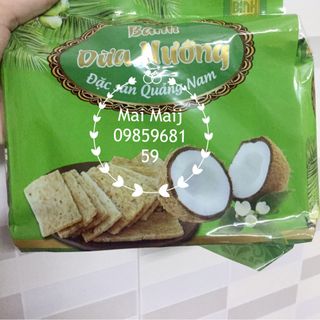 Bánh
Dừa Nướng
Đặc sản Quảng Nam
Mai Maij
09859681
59